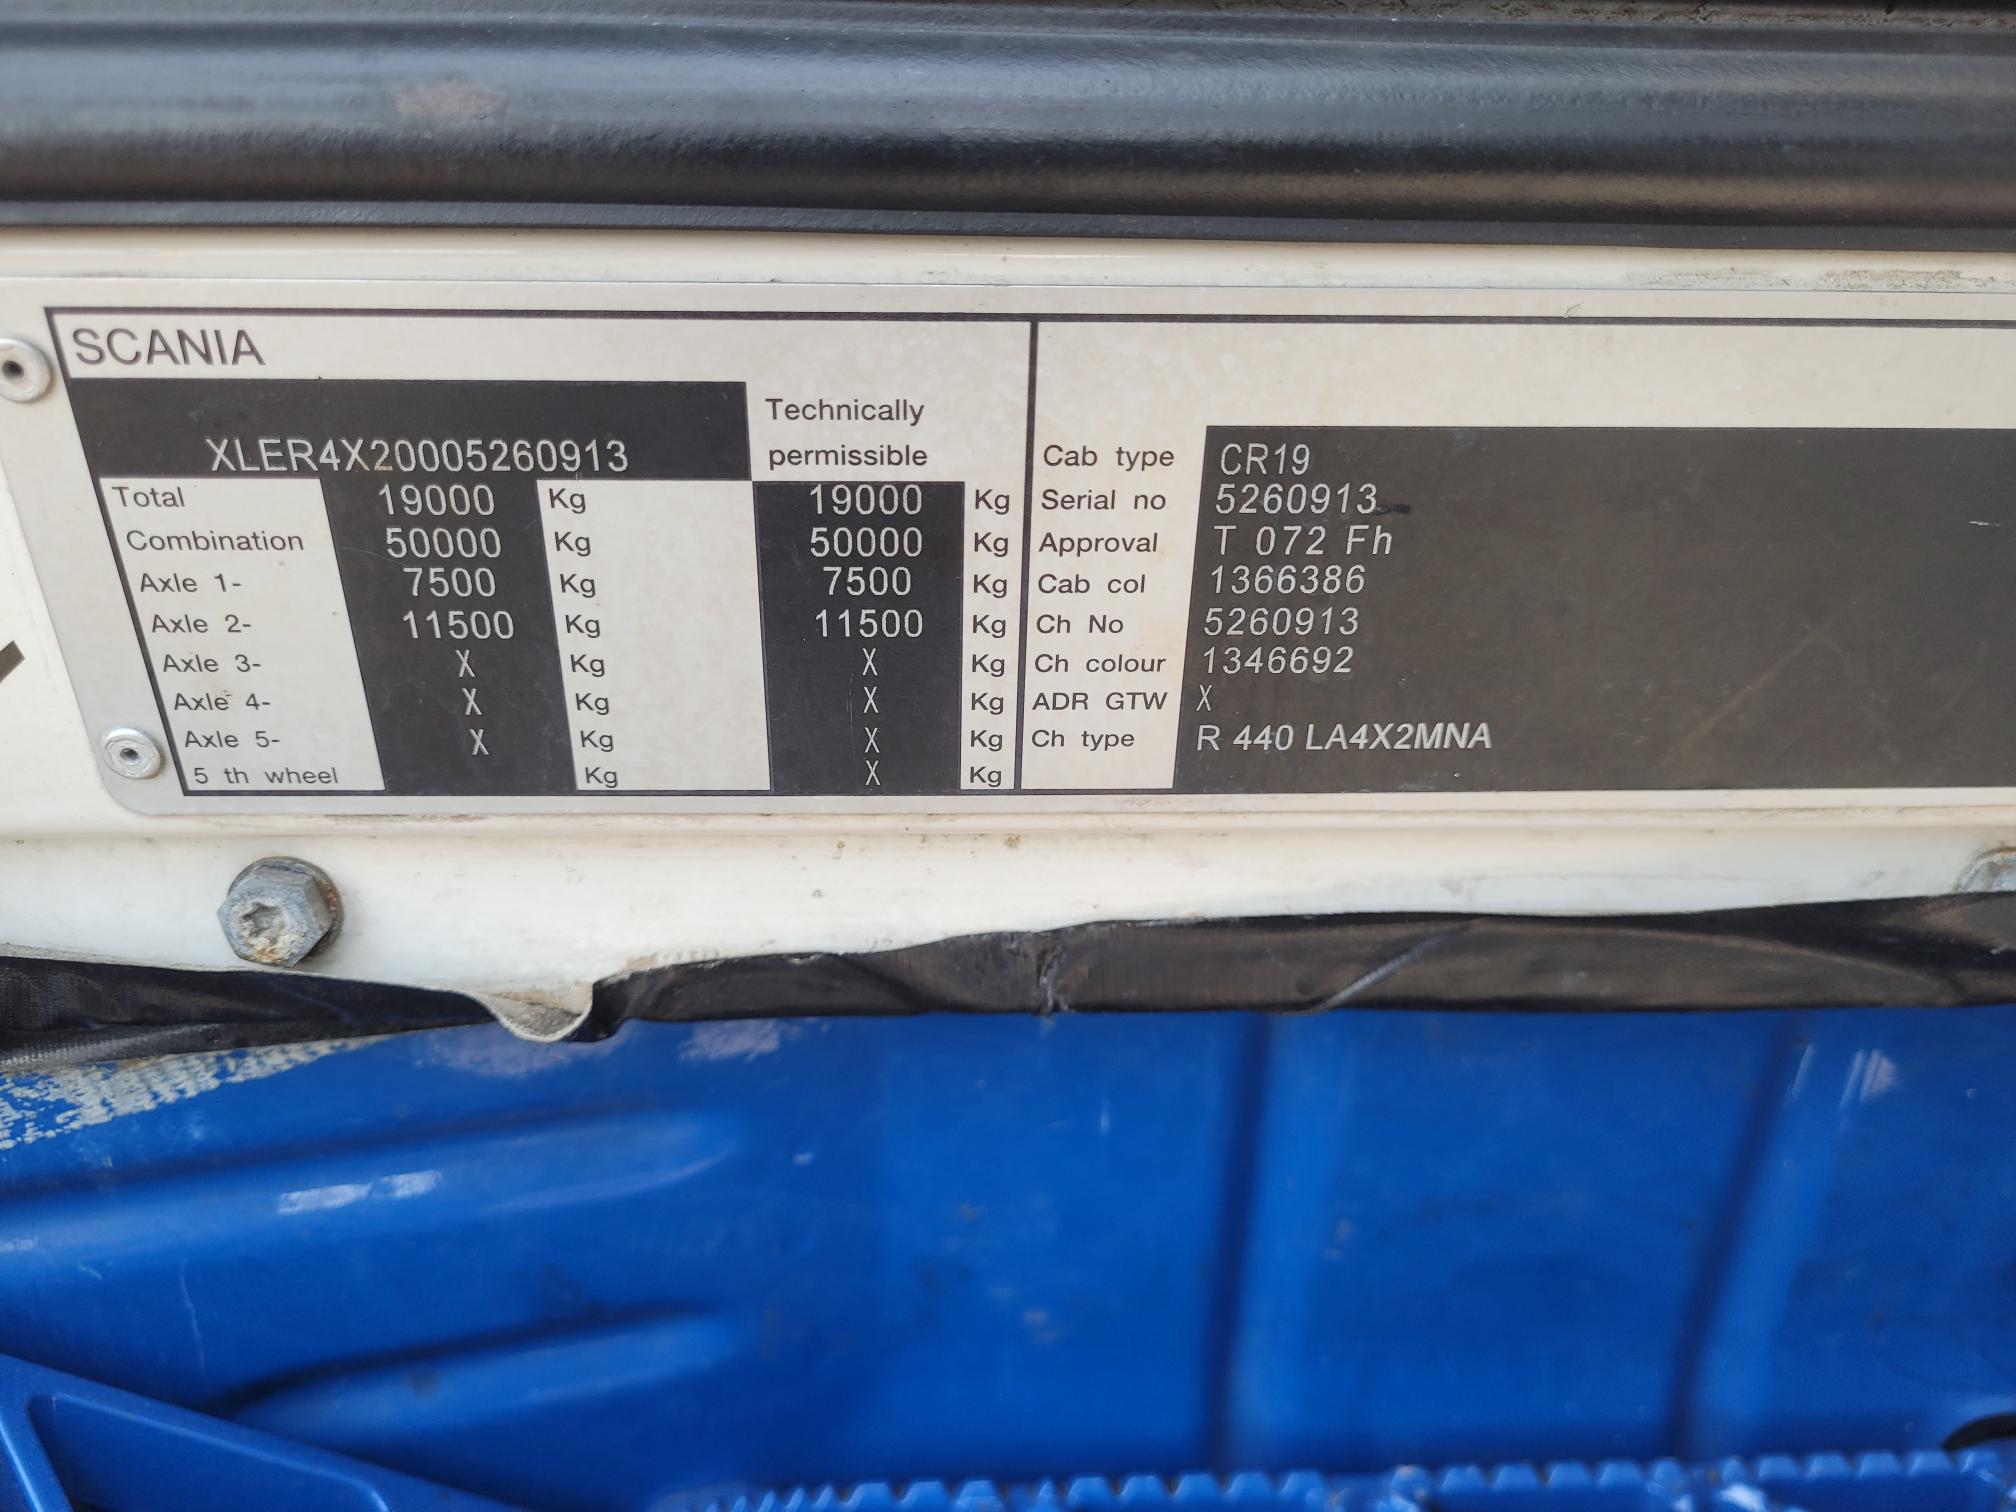 SCANIA
Technically
XLER4X20005260913 permissible Cab type CR19
Total 19000 Kg 19000 Kg Serial no 5260913
Combination 50000 Kg 50000 Kg Approval T 072 Fh
Axle 1- 7500 Kg 7500 Kg Cab col 1366386
Axle 2- 11500 Kg 11500 Kg Ch No 5260913
Axle 3- X Kg X Kg Ch colour 1346692
Axle 4- X Kg X Kg ADR GTW X
Axle 5- X Kg X Kg Ch type R 440 LA4X2MNA
5 th wheel Kg X Kg